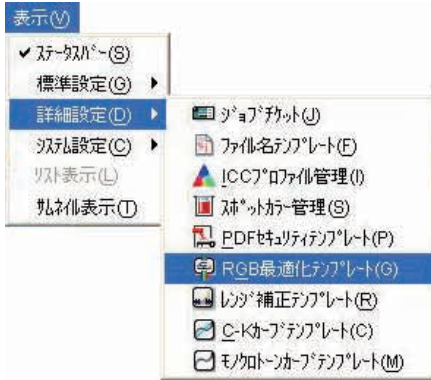 表示(V)
✓ ｽﾃｰﾀｽﾊﾞｰ(S)
標準設定(G)
詳細設定(D)
ｼｽﾃﾑ設定(C)
ﾘｽﾄ表示(L)
ｻﾑﾈｲﾙ表示(T)
ｼﾞｮﾌﾞﾁｹｯﾄ(J)
ﾌｧｲﾙ名ﾃﾝﾌﾟﾚｰﾄ(F)
ICCﾌﾟﾛﾌｧｲﾙ管理(I)
ｽﾎﾟｯﾄｶﾗｰ管理(S)
PDFｾｷｭﾘﾃｨﾃﾝﾌﾟﾚｰﾄ(P)
RGB最適化ﾃﾝﾌﾟﾚｰﾄ(G)
ﾚﾝｼﾞ補正ﾃﾝﾌﾟﾚｰﾄ(R)
C-Kｶｰﾌﾞﾃﾝﾌﾟﾚｰﾄ(C)
ﾓﾉｸﾛﾄｰﾝｶｰﾌﾞﾃﾝﾌﾟﾚｰﾄ(M)